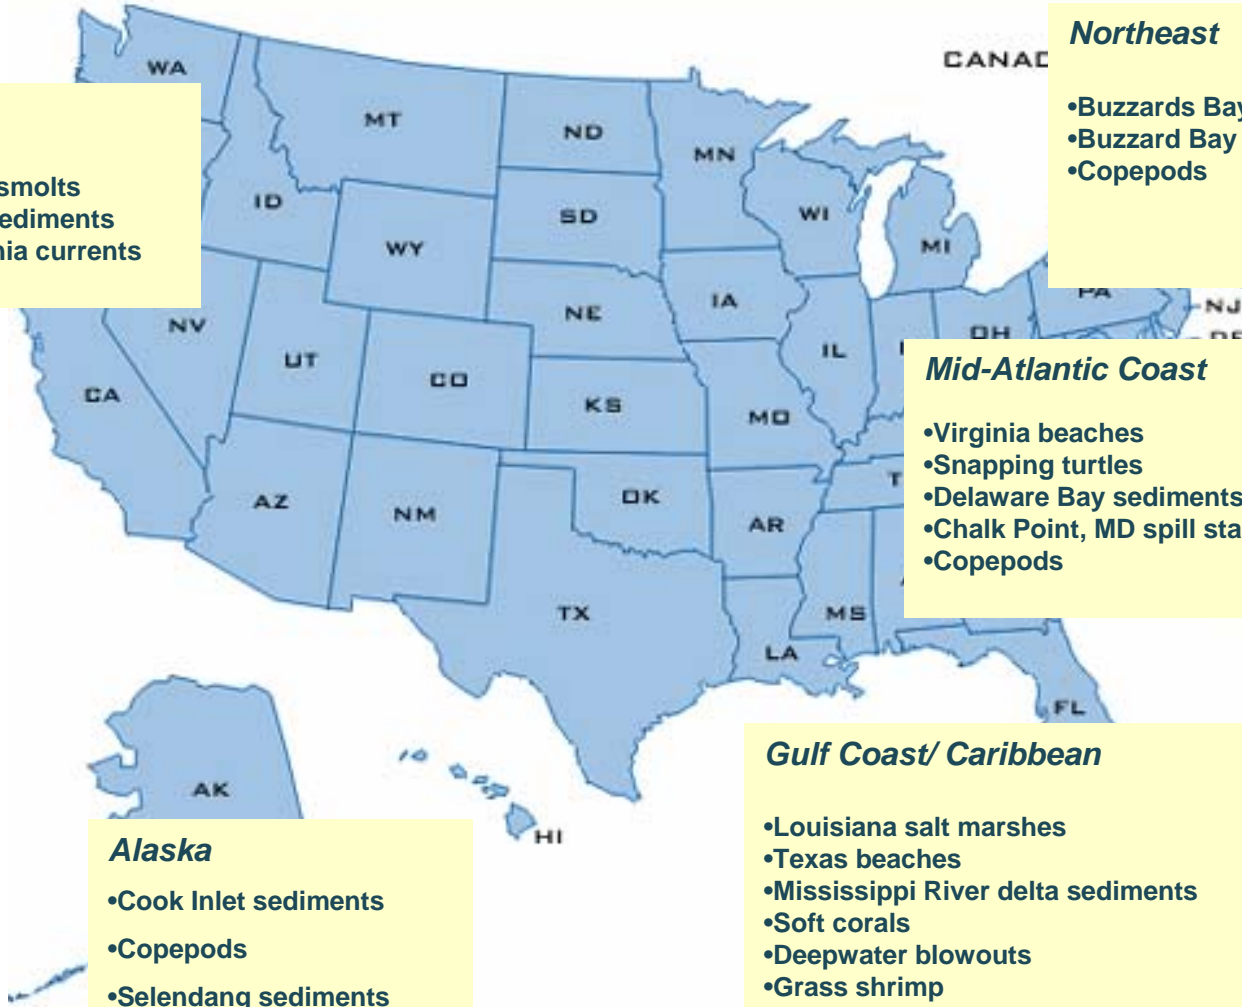 Northeast
CANAD
•Buzzards Bay
•Buzzard Bay
•Copepods
smolts
ediments
nia currents
WA
MT
ND
MN
ID
SD
WI
MI
WY
IA
NE
PA
NJ
NV
UT
IL
OH
CO
CA
KS
MO
Mid-Atlantic Coast
•Virginia beaches
•Snapping turtles
•Delaware Bay sediments
•Chalk Point, MD spill sta
•Copepods
AZ
NM
OK
AR
TX
MS
LA
FL
AK
HI
Gulf Coast/ Caribbean
•Louisiana salt marshes
•Texas beaches
•Mississippi River delta sediments
•Soft corals
•Deepwater blowouts
•Grass shrimp
Alaska
•Cook Inlet sediments
•Copepods
•Selendang sediments